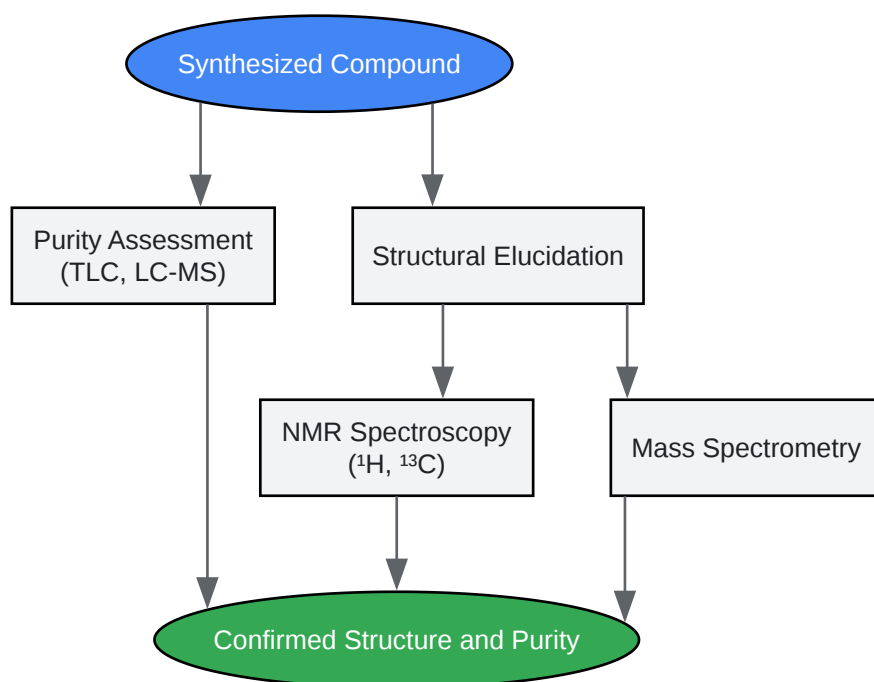 Synthesized Compound
Purity Assessment
(TLC, LC-MS)
Structural Elucidation
NMR Spectroscopy
(¹H, ¹³C)
Mass Spectrometry
Confirmed Structure and Purity